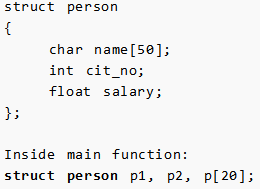 struct person
{
char name[50];
int cit_no;
float salary;
};
Inside main function:
struct person p1, p2, p[20];